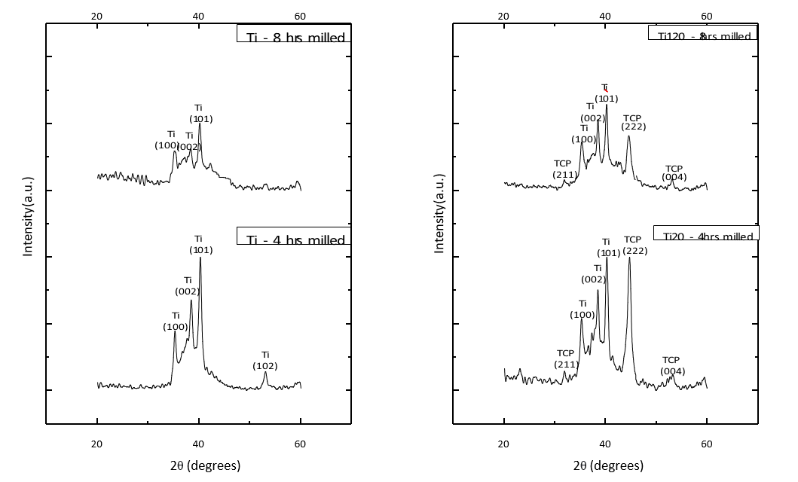 20 40 60
Ti - 8 hrs milled
Ti
(101)
Ti
(100)
Ti
(002)
Intensity(a.u.)
Ti - 4 hrs milled
Ti
(101)
Ti
(002)
Ti
(100)
Ti
(102)
20 40 60
2θ (degrees)
20 40 60
Ti120 - 8hrs milled
Ti
(101)
Ti
(002)
Ti
(100)
TCP
(222)
TCP
(211)
TCP
(004)
Intensity(a.u.)
Ti20 - 4hrs milled
Ti
(101)
TCP
(222)
Ti
(002)
Ti
(100)
TCP
(211)
TCP
(004)
20 40 60
2θ (degrees)